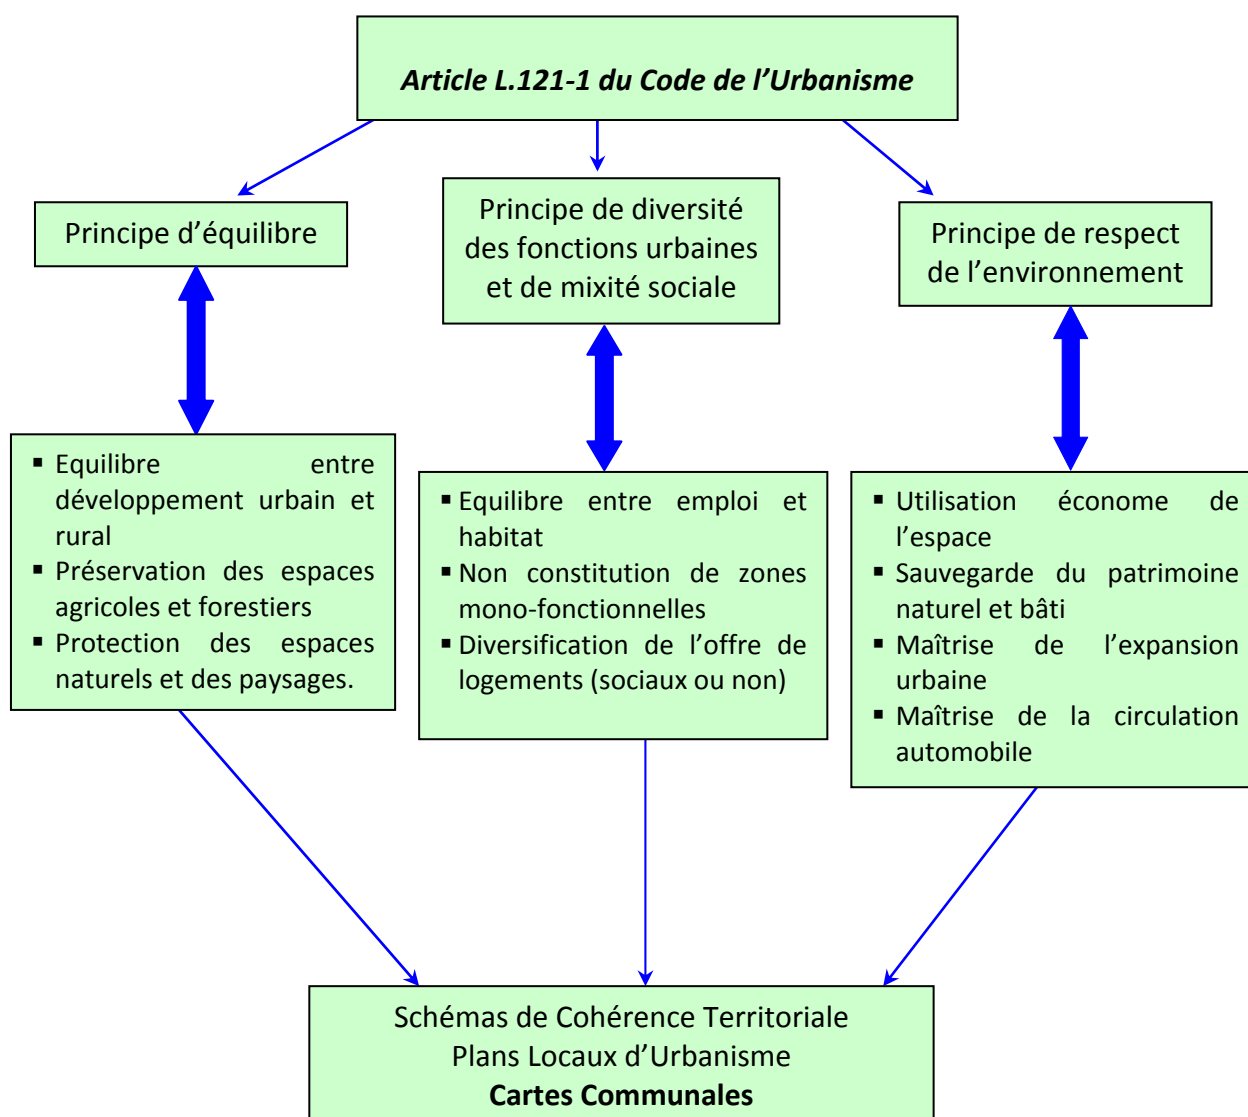 Article L.121-1 du Code de l’Urbanisme
Principe d’équilibre
Principe de diversité
des fonctions urbaines
et de mixité sociale
Principe de respect
de l’environnement
▪ Equilibre entre
développement urbain et
rural
▪ Préservation des espaces
agricoles et forestiers
▪ Protection des espaces
naturels et des paysages.
▪ Equilibre entre emploi et
habitat
▪ Non constitution de zones
mono-fonctionnelles
▪ Diversification de l’offre de
logements (sociaux ou non)
▪ Utilisation économe de
l’espace
▪ Sauvegarde du patrimoine
naturel et bâti
▪ Maîtrise de l’expansion
urbaine
▪ Maîtrise de la circulation
automobile
Schémas de Cohérence Territoriale
Plans Locaux d’Urbanisme
Cartes Communales